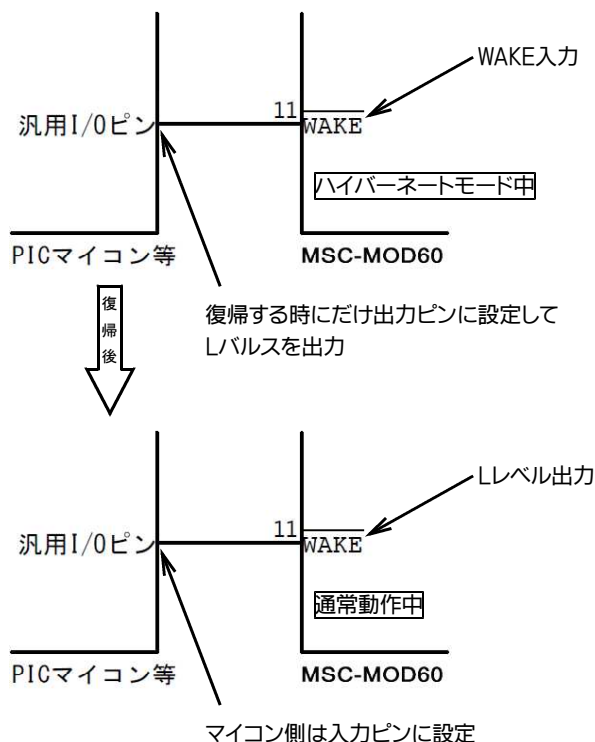 WAKE入力
汎用I/Oピン
11
WAKE
ハイバーネートモード中
PICマイコン等
MSC-MOD60
復帰後
復帰する時にだけ出力ピンに設定して
Lパルスを出力
Lレベル出力
汎用I/Oピン
11
WAKE
通常動作中
PICマイコン等
MSC-MOD60
マイコン側は入力ピンに設定